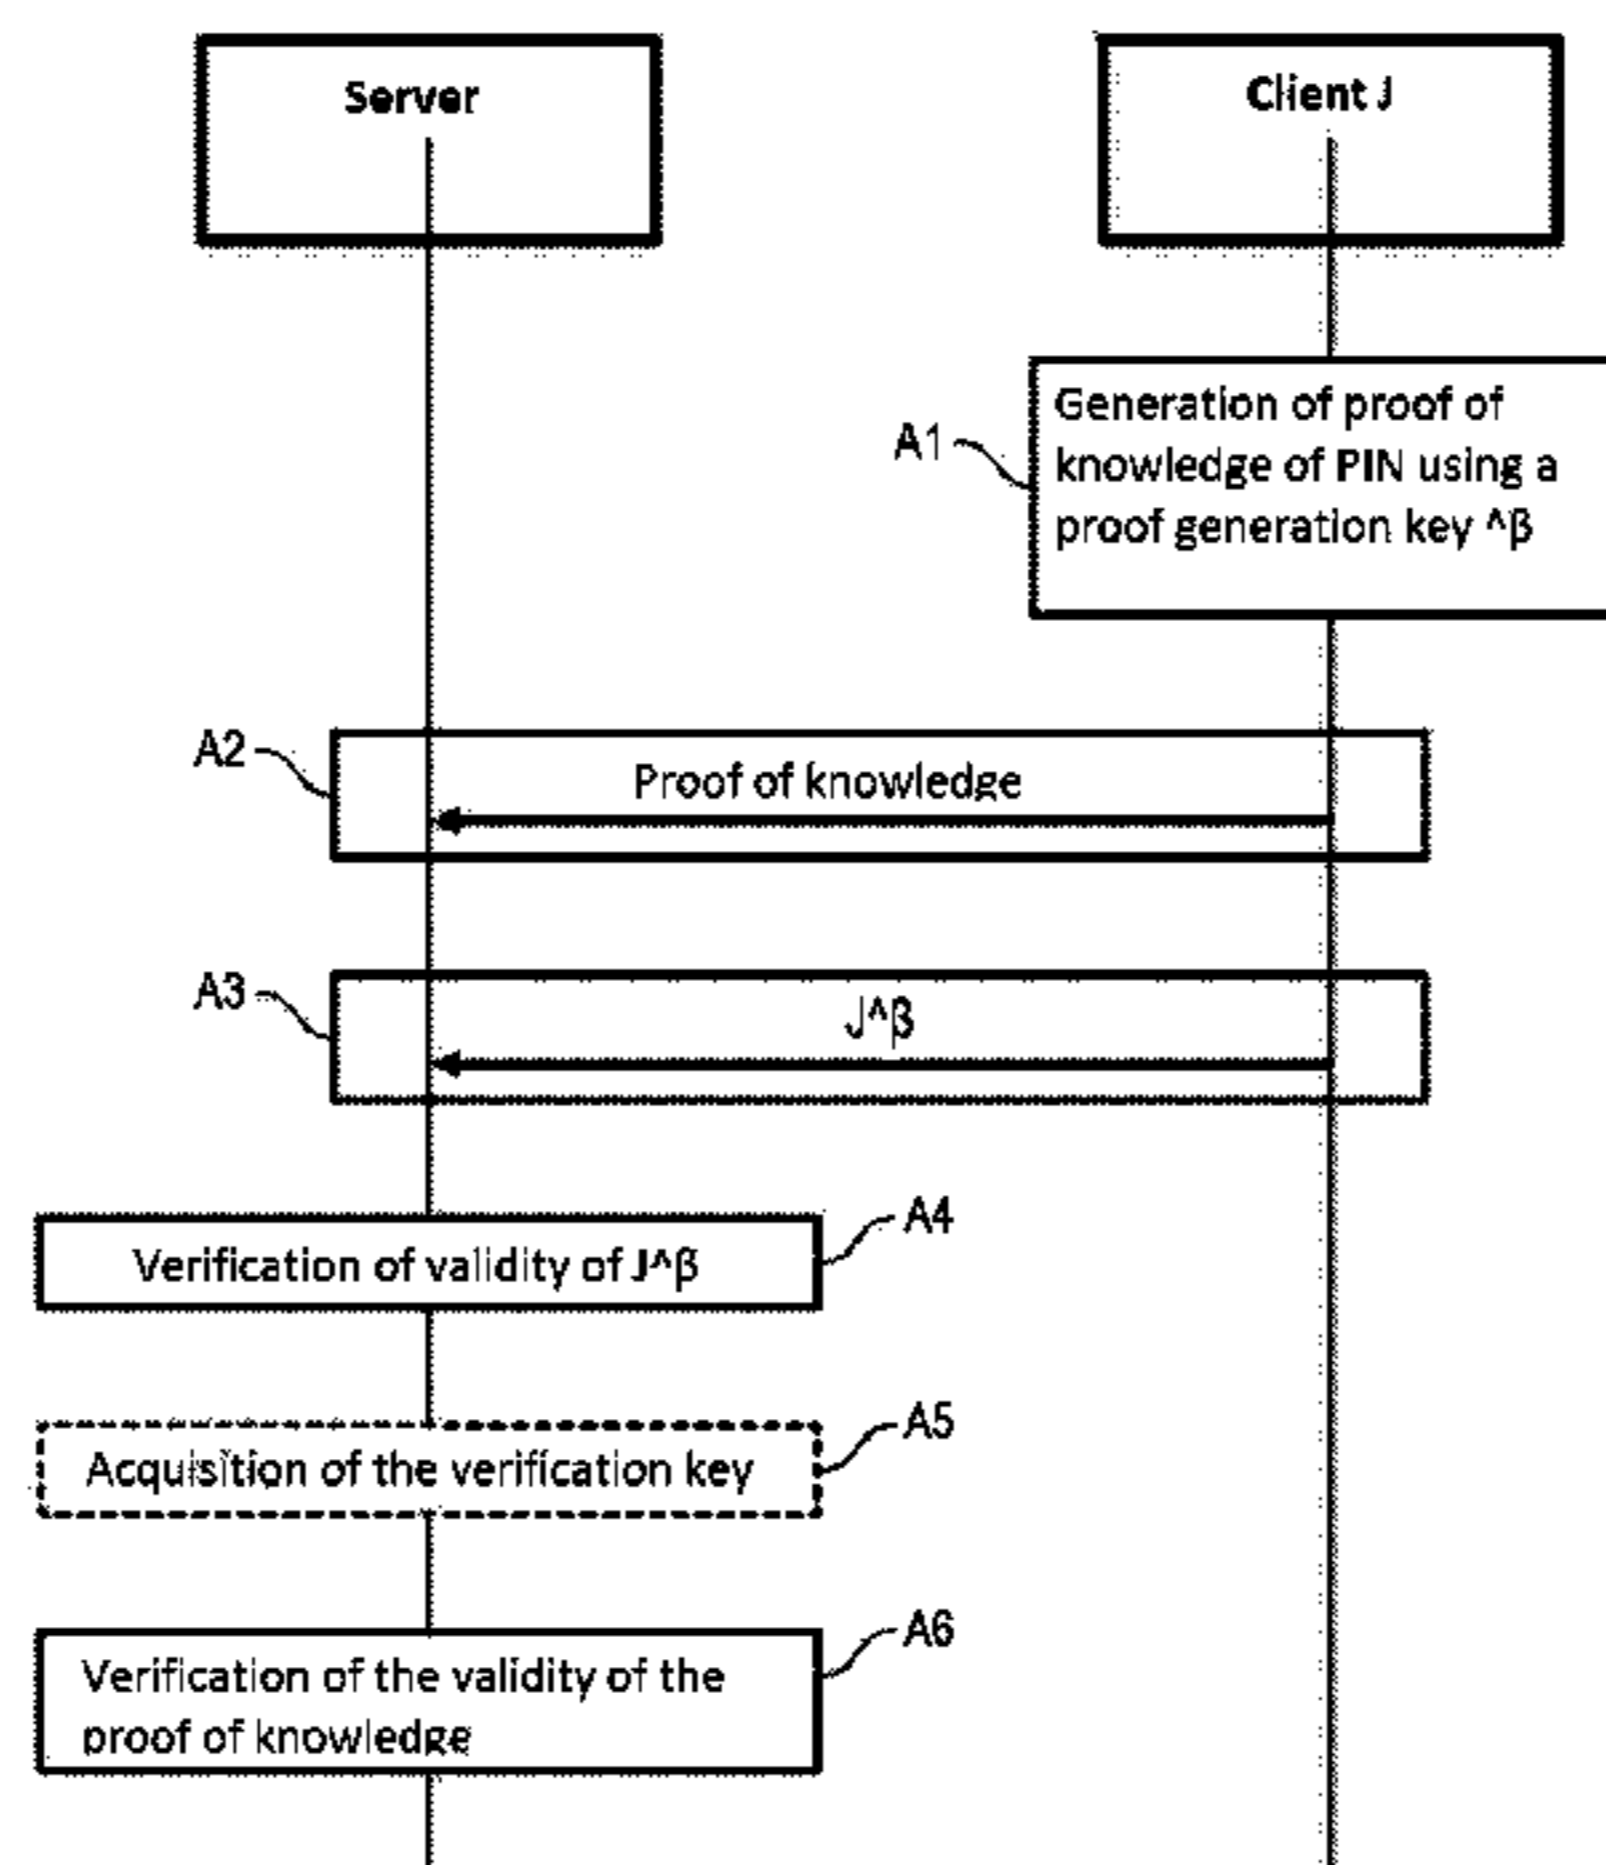 Server
Client J
A1
Generation of proof of
knowledge of PIN using a
proof generation key ^β
A2
Proof of knowledge
A3
J^β
A4
Verification of validity of J^β
A5
Acquisition of the verification key
A6
Verification of the validity of the
proof of knowledge